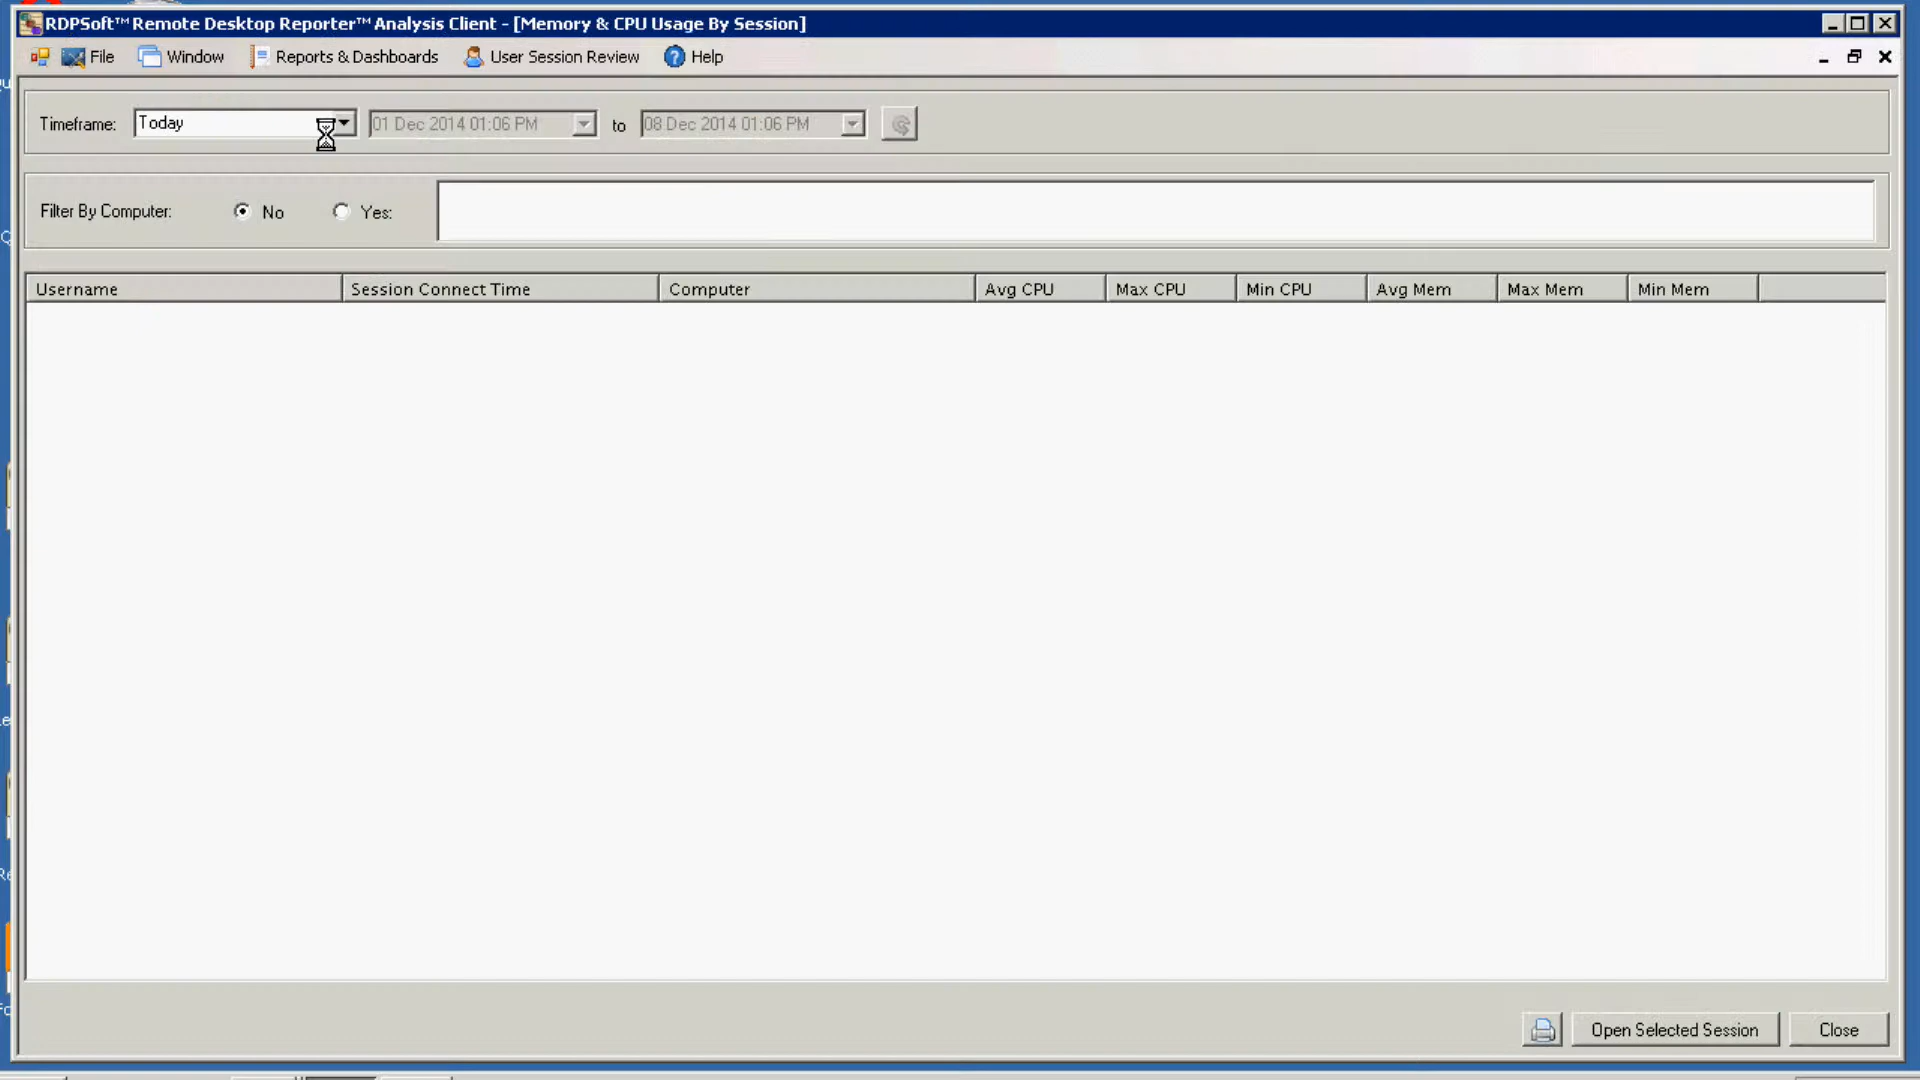 RDPSoft™ Remote Desktop Reporter™ Analysis Client - [Memory & CPU Usage By Session]
File Window Reports & Dashboards User Session Review Help
Timeframe: Today 01 Dec 2014 01:06 PM to 08 Dec 2014 01:06 PM
Filter By Computer: No Yes:
Username Session Connect Time Computer Avg CPU Max CPU Min CPU Avg Mem Max Mem Min Mem
Open Selected Session Close